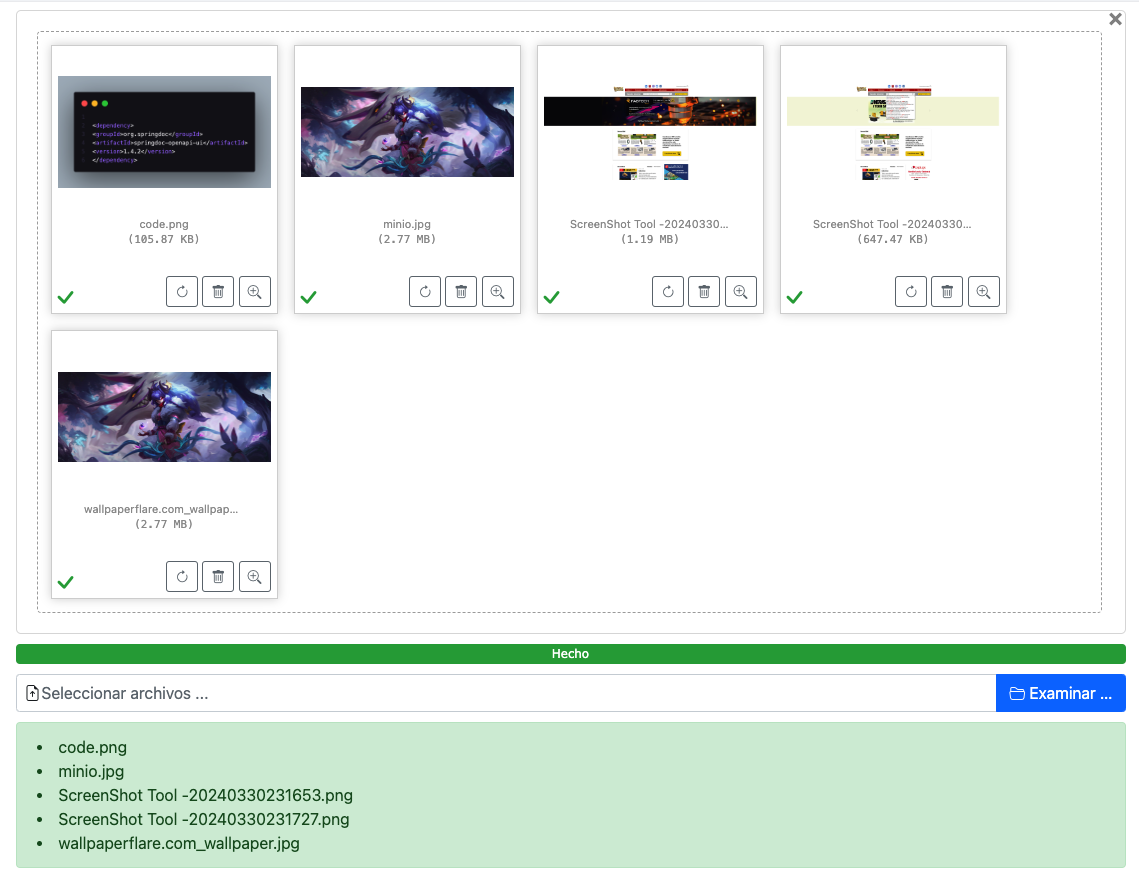 <dependency>
<groupId>org.springdoc</groupId>
<artifactId>springdoc-openapi-ui</artifactId>
<version>1.4.2</version>
</dependency>
code.png
(105.87 KB)
minio.jpg
(2.77 MB)
ScreenShot Tool -20240330...
(1.19 MB)
ScreenShot Tool -20240330...
(647.47 KB)
wallpaperflare.com_wallpap...
(2.77 MB)
Hecho
Seleccionar archivos ...
Examinar ...
code.png
minio.jpg
ScreenShot Tool -20240330231653.png
ScreenShot Tool -20240330231727.png
wallpaperflare.com_wallpaper.jpg